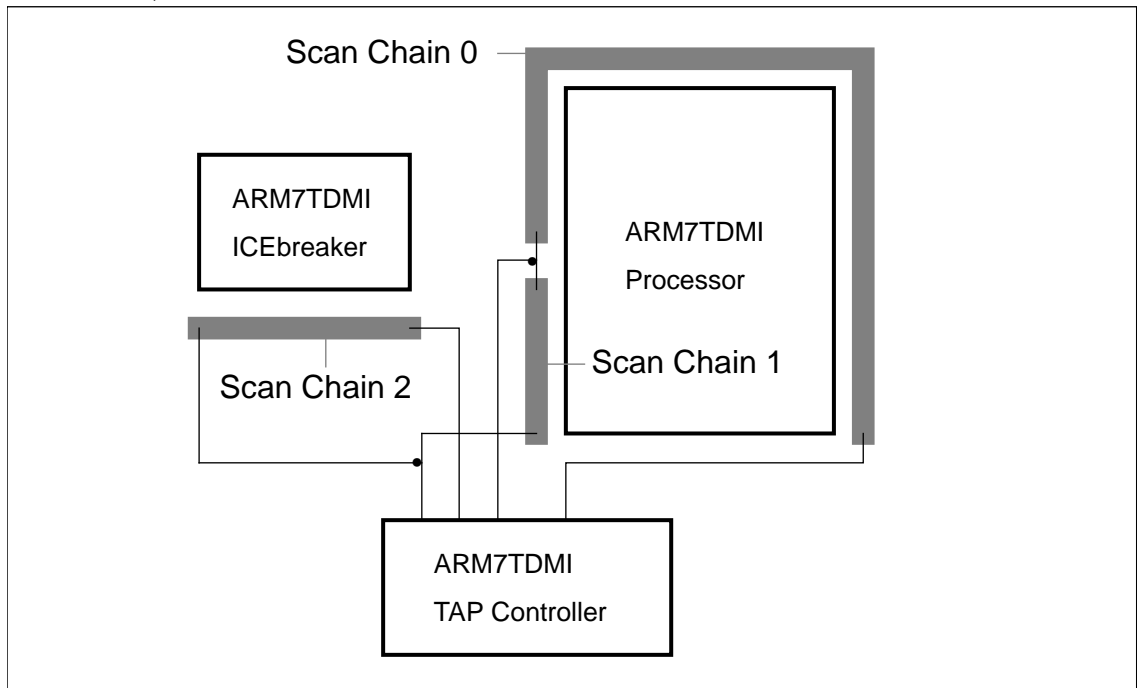 Scan Chain 0
ARM7TDMI
ICEbreaker
ARM7TDMI
Processor
Scan Chain 1
Scan Chain 2
ARM7TDMI
TAP Controller